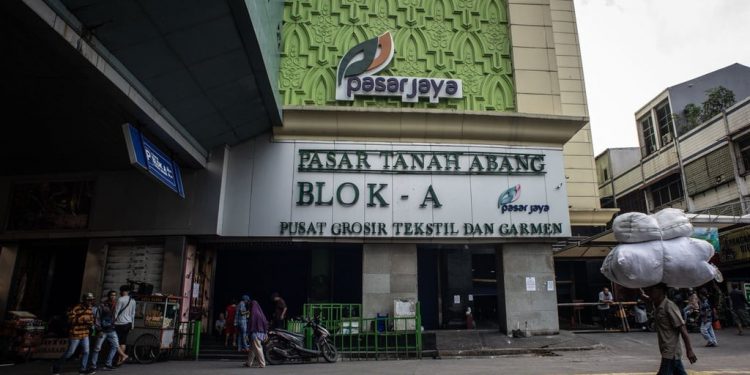 pasarjaya
PASAR TANAH ABANG
BLOK - A
pasar jaya
PUSAT GROSIR TEKSTIL DAN GARMEN